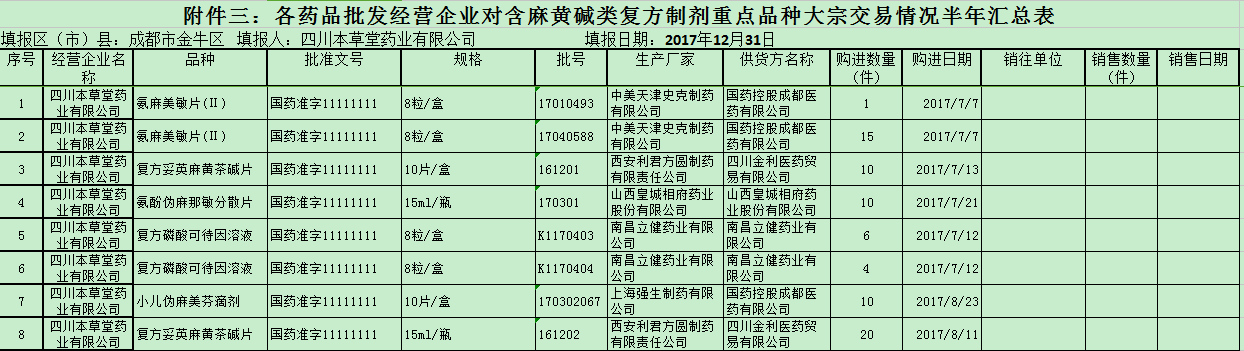 附件三：各药品批发经营企业对含麻黄碱类复方制剂重点品种大宗交易情况半年汇总表
填报区（市）县：成都市金牛区 填报人：四川本草堂药业有限公司 填报日期：2017年12月31日
序号 经营企业名称 品种 批准文号 规格 批号 生产厂家 供货方名称 购进数量（件） 购进日期 销往单位 销售数量（件） 销售日期
1 四川本草堂药业有限公司 氨麻美敏片(Ⅱ) 国药准字11111111 8粒/盒 17010493 中美天津史克制药有限公司 国药控股成都医药有限公司 1 2017/7/7
2 四川本草堂药业有限公司 氨麻美敏片(Ⅱ) 国药准字11111111 8粒/盒 17040588 中美天津史克制药有限公司 国药控股成都医药有限公司 15 2017/7/7
3 四川本草堂药业有限公司 复方妥英麻黄茶碱片 国药准字11111111 10片/盒 161201 西安利君方圆制药有限责任公司 四川金利医药贸易有限公司 10 2017/7/13
4 四川本草堂药业有限公司 氨酚伪麻那敏分散片 国药准字11111111 15ml/瓶 170301 山西皇城相府药业股份有限公司 山西皇城相府药业股份有限公司 10 2017/7/21
5 四川本草堂药业有限公司 复方磷酸可待因溶液 国药准字11111111 8粒/盒 K1170403 南昌立健药业有限公司 南昌立健药业有限公司 6 2017/7/12
6 四川本草堂药业有限公司 复方磷酸可待因溶液 国药准字11111111 8粒/盒 K1170404 南昌立健药业有限公司 南昌立健药业有限公司 4 2017/7/12
7 四川本草堂药业有限公司 小儿伪麻美芬滴剂 国药准字11111111 10片/盒 170302067 上海强生制药有限公司 国药控股成都医药有限公司 10 2017/8/23
8 四川本草堂药业有限公司 复方妥英麻黄茶碱片 国药准字11111111 15ml/瓶 161202 西安利君方圆制药有限责任公司 四川金利医药贸易有限公司 20 2017/8/11